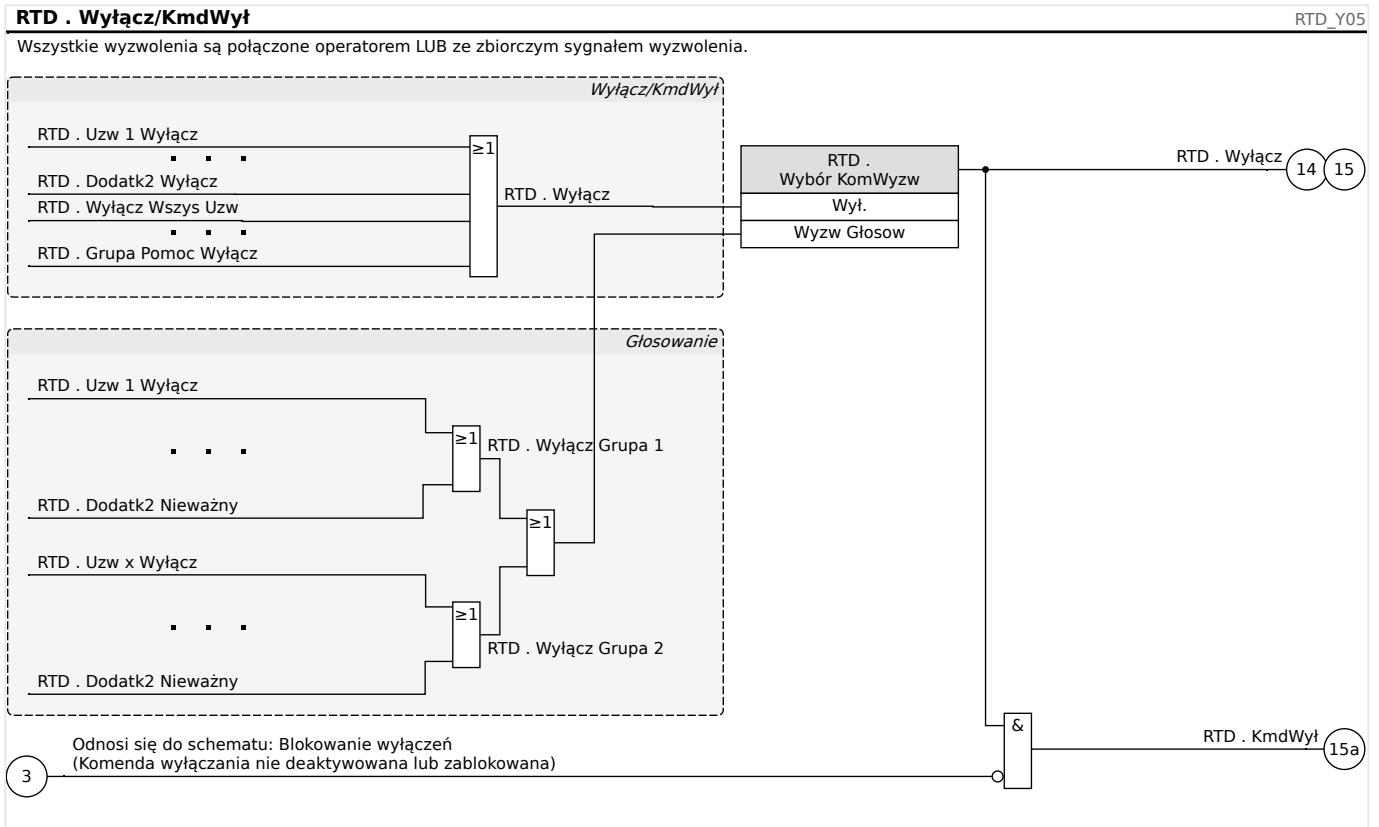 RTD . Wyłącz/KmdWył
RTD_Y05
Wszystkie wyzwolenia są połączone operatorem LUB ze zbiorczym sygnałem wyzwolenia.
Wyłącz/KmdWył
RTD . Uzw 1 Wyłącz
≥1
RTD . Dodatk2 Wyłącz
RTD . Wyłącz Wszys Uzw
RTD . Grupa Pomoc Wyłącz
RTD . Wyłącz
RTD .
Wybór KomWyzw
Wył.
Wyzw Głosow
RTD . Wyłącz
14
15
Głosowanie
RTD . Uzw 1 Wyłącz
≥1
RTD . Wyłącz Grupa 1
RTD . Dodatk2 Nieważny
≥1
RTD . Uzw x Wyłącz
≥1
RTD . Wyłącz Grupa 2
RTD . Dodatk2 Nieważny
&
RTD . KmdWył
15a
Odnosi się do schematu: Blokowanie wyłączeń
(Komenda wyłączania nie deaktywowana lub zablokowana)
3